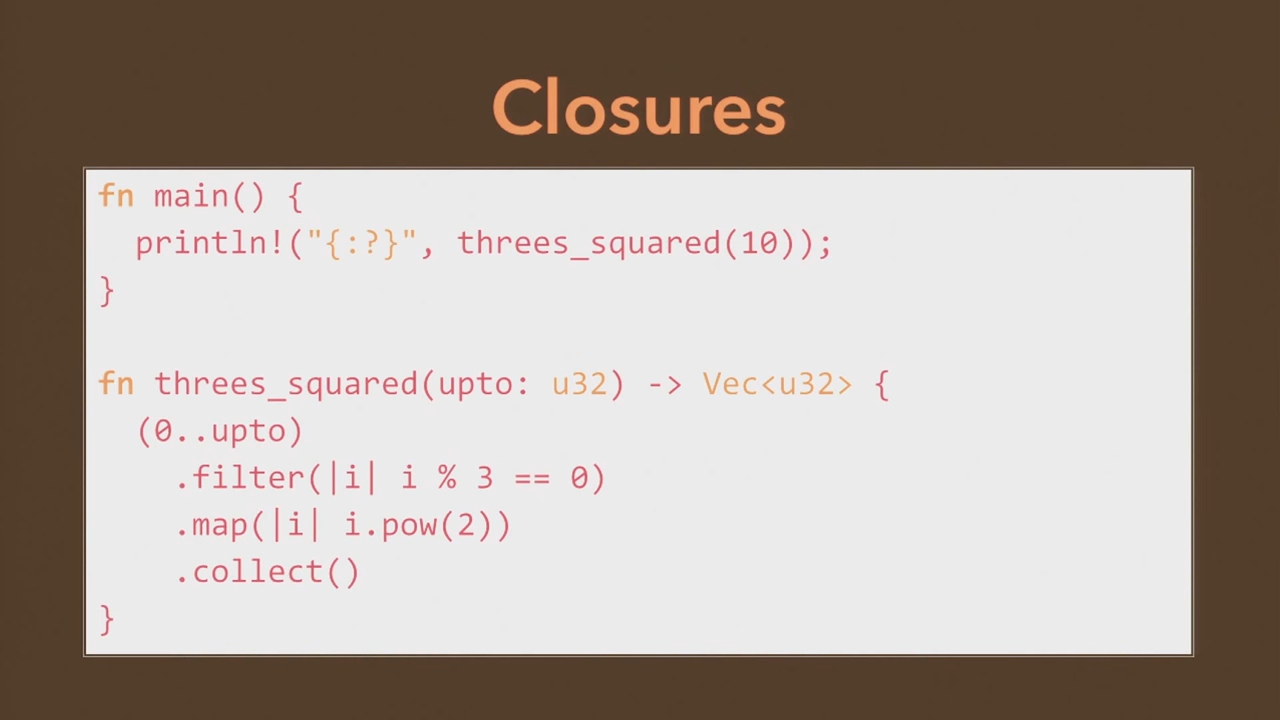 Closures
fn main() {
  println!("{:?}", threes_squared(10));
}

fn threes_squared(upto: u32) -> Vec<u32> {
  (0..upto)
    .filter(|i| i % 3 == 0)
    .map(|i| i.pow(2))
    .collect()
}